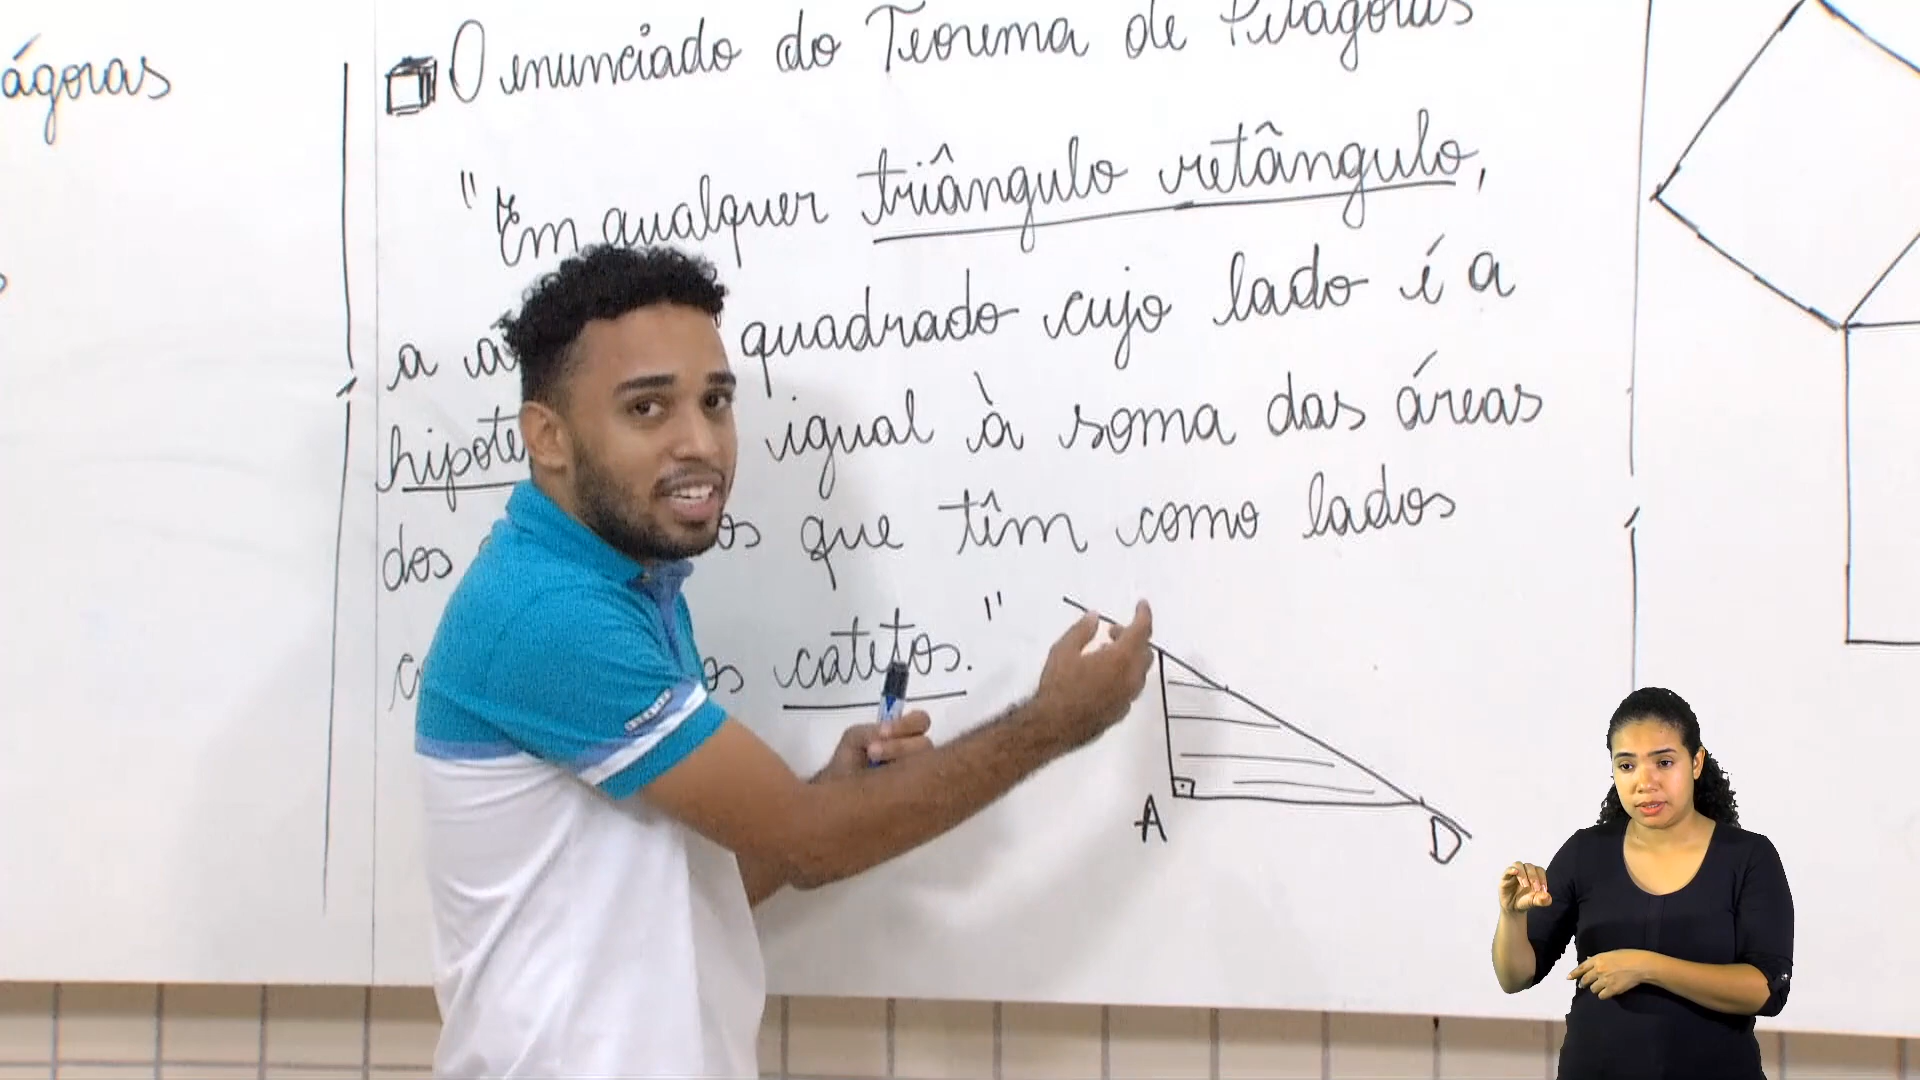 ágoras
O enunciado do Teorema de Pitágoras
"Em qualquer triângulo retângulo,
a quadrado cujo lado é a
igual à soma das áreas
dos que têm como lados
catetos."
A
D